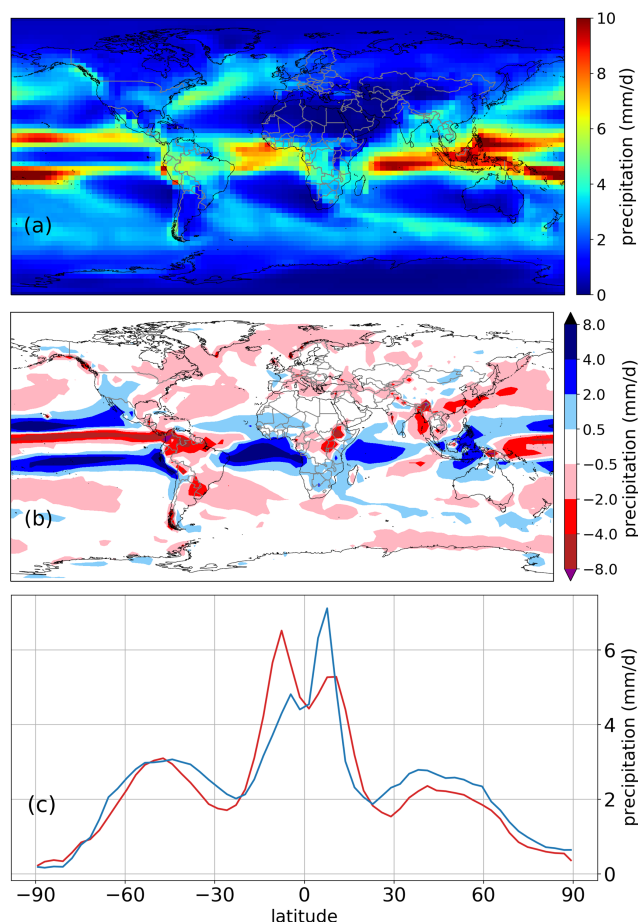 10
8
6
4
2
0
precipitation (mm/d)
(a)
8.0
4.0
2.0
0.5
−0.5
−2.0
−4.0
−8.0
precipitation (mm/d)
(b)
6
4
2
0
precipitation (mm/d)
(c)
−90 −60 −30 0 30 60 90
latitude